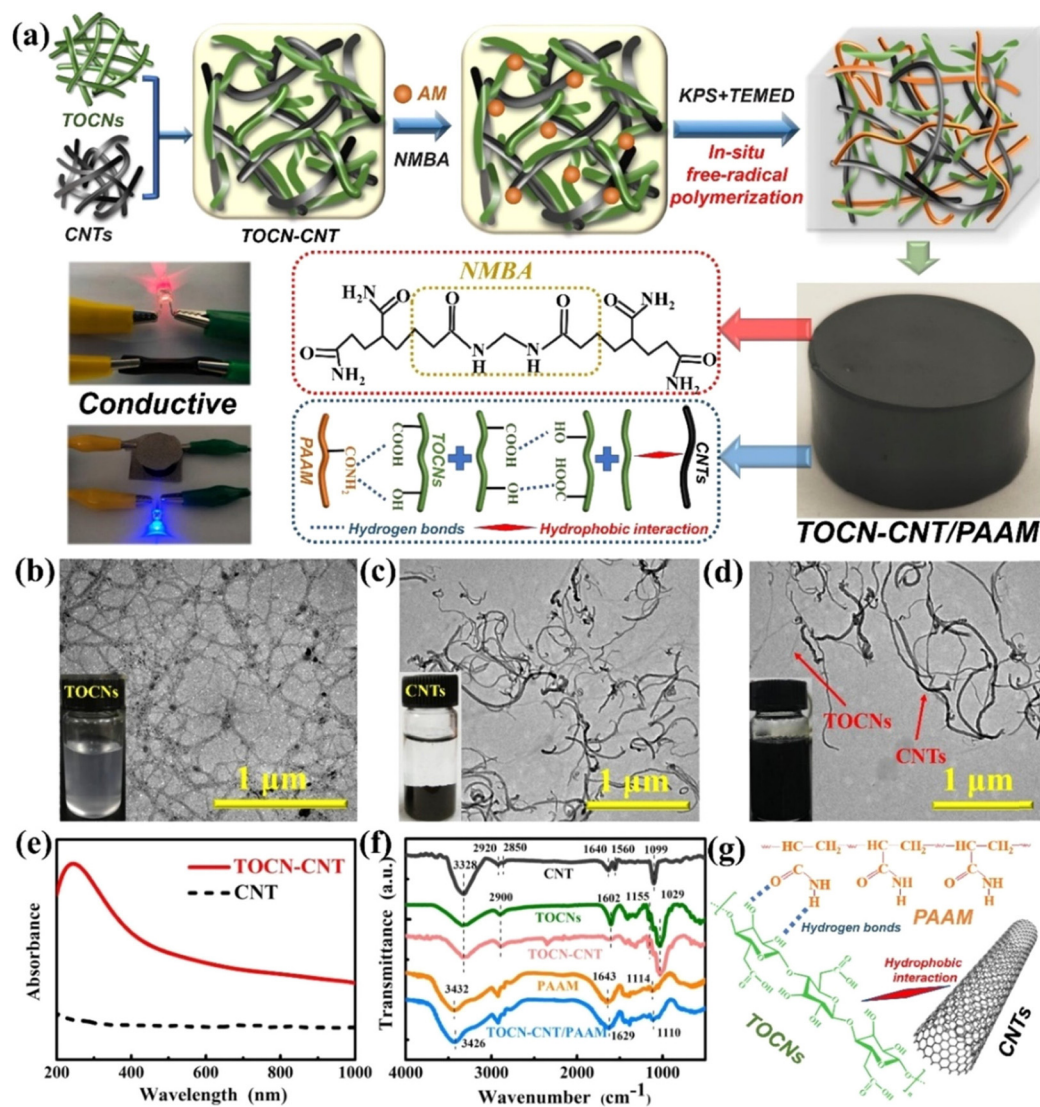 (a)
TOCNs
CNTs
TOCN-CNT
AM
NMBA
KPS+TEMED
In-situ
free-radical
polymerization
Conductive
NMBA
H2N
O
O
O
NH2
O
NH2
N
H
N
H
O
NH2
O
PAAM
CONH2
COOH
OH
TOCNs
COOH
OH
HO
HOOC
CNTs
Hydrogen bonds
Hydrophobic interaction
TOCN-CNT/PAAM
(b)
TOCNs
1 µm
(c)
CNTs
1 µm
(d)
TOCNs
CNTs
1 µm
(e)
TOCN-CNT
CNT
Absorbance
200 400 600 800 1000
Wavelength (nm)
(f)
2920 2850
1640 1560 1099
3328
CNT
2900
1602 1155 1029
TOCNs
TOCN-CNT
3432
PAAM
1643 1114
TOCN-CNT/PAAM
3426
1629 1110
Transmittance (a.u.)
4000 3000 2000 1000
Wavenumber (cm-1)
(g)
HC—CH2 HC—CH2 HC—CH2
O NH H
O NH H
O NH H
PAAM
Hydrogen bonds
Hydrophobic
interaction
TOCNs
CNTs